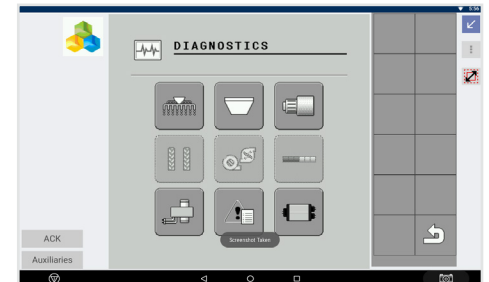 5:56
DIAGNOSTICS
Screenshot Taken
ACK
Auxiliaries